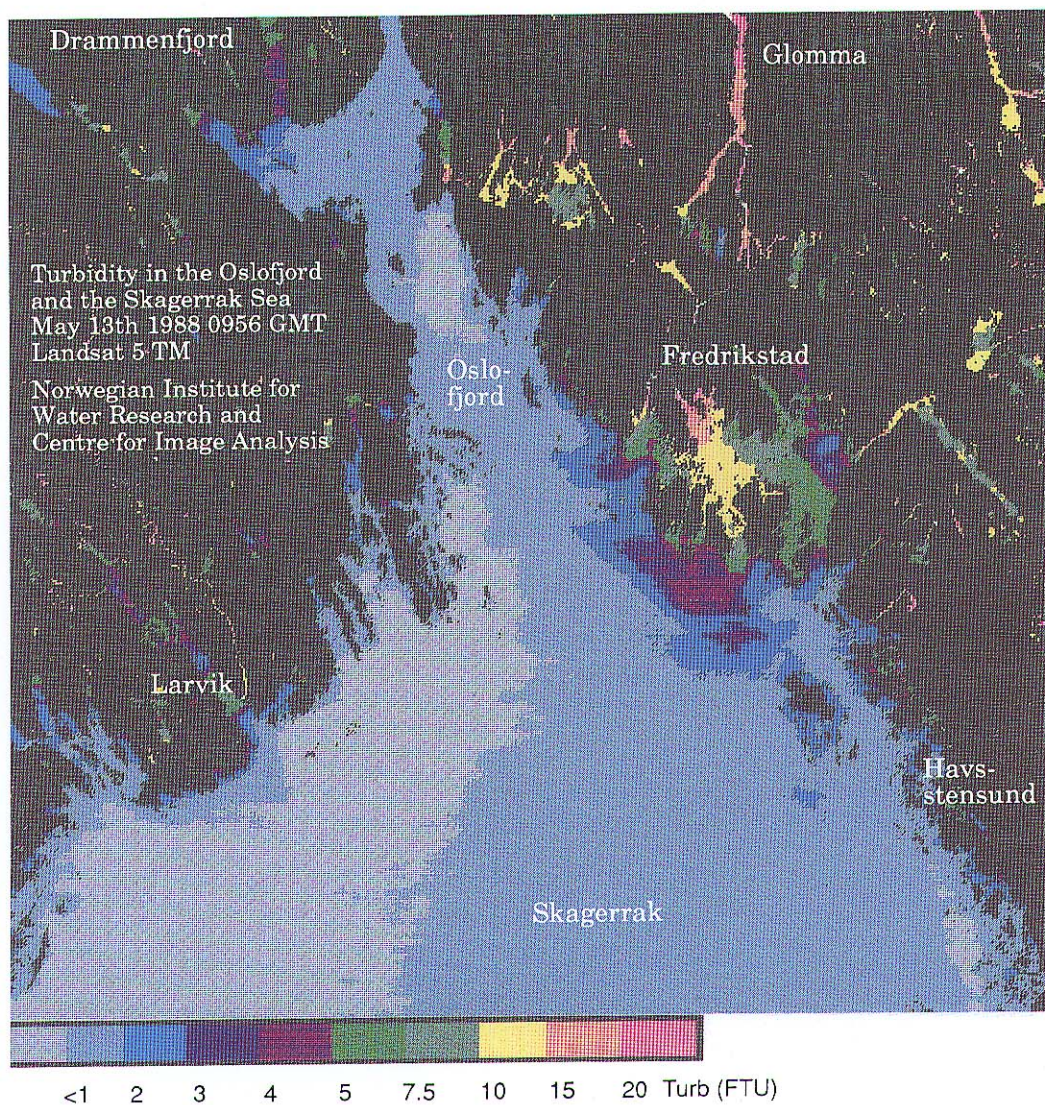 Drammenfjord
Glomma
Turbidity in the Oslofjord
and the Skagerrak Sea
May 13th 1988 0956 GMT
Landsat 5 TM
Norwegian Institute for
Water Research and
Centre for Image Analysis
Oslo-
fjord
Fredrikstad
Larvik
Havs-
stensund
Skagerrak
<1 2 3 4 5 7.5 10 15 20 Turb (FTU)